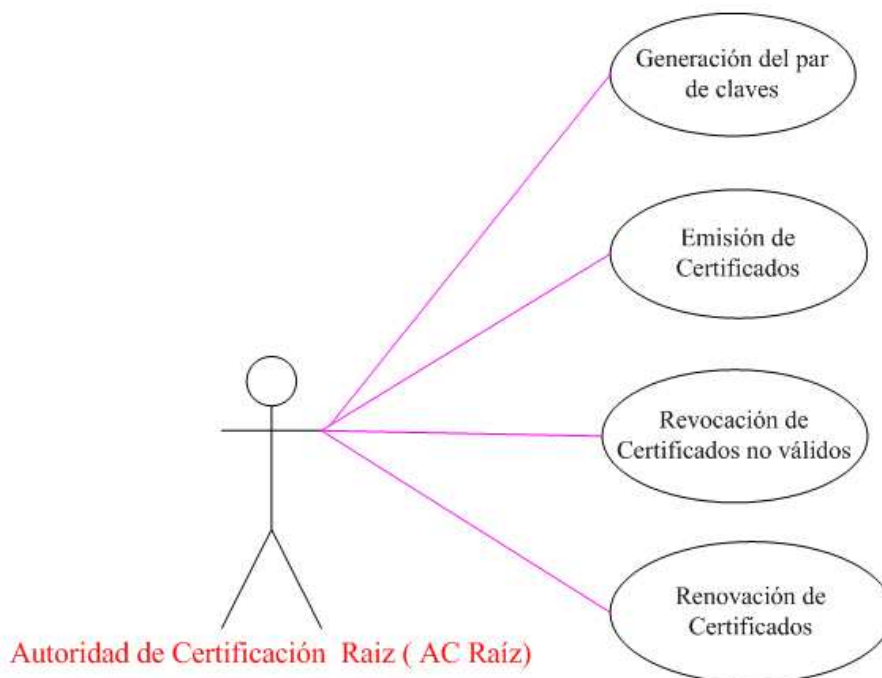 Generación del par
de claves
Emisión de
Certificados
Revocación de
Certificados no válidos
Renovación de
Certificados
Autoridad de Certificación Raiz ( AC Raíz)